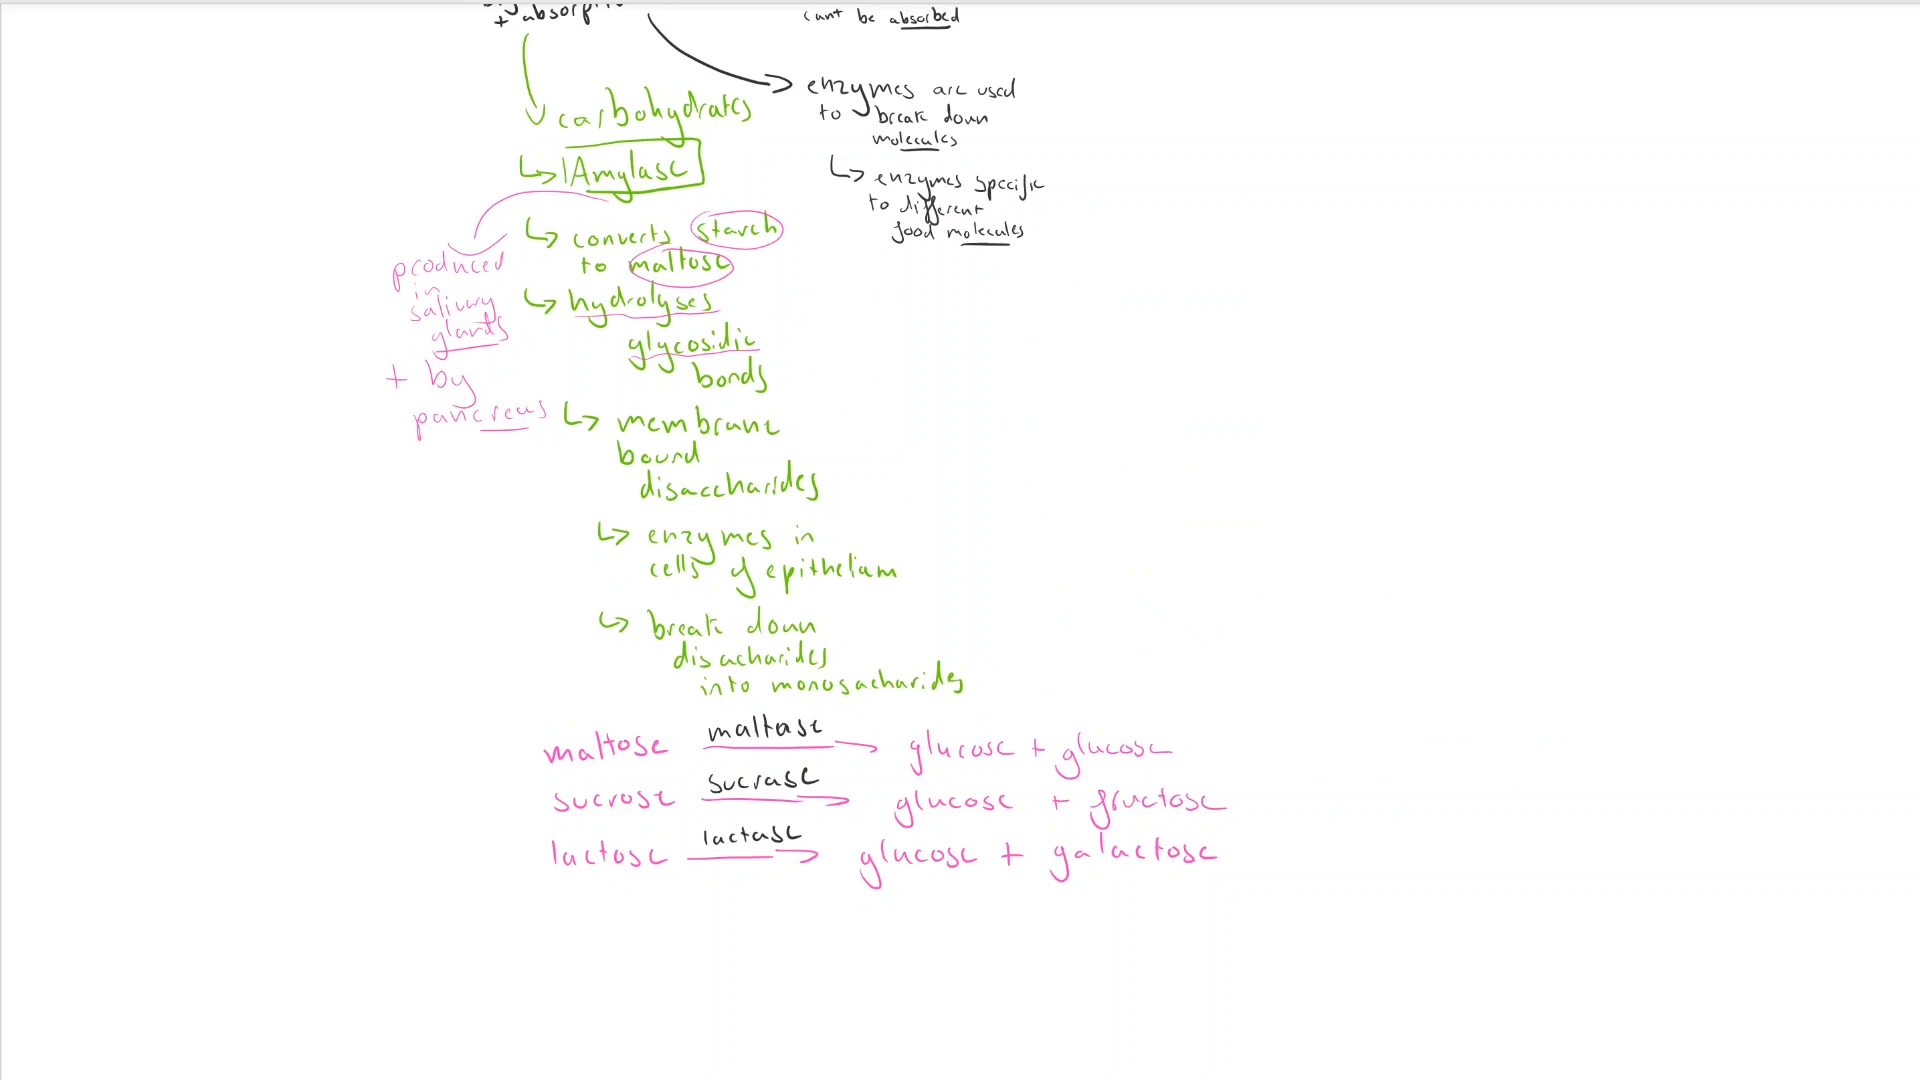 + absorpti
cant be absorbed
enzymes are used
to break down
molecules
enzymes specific
to different
food molecules
carbohydrates
Amylase
converts starch
to maltose
hydrolyses
glycosidic
bonds
produced
in
salivary
glands
+ by
pancreas
membrane
bound
disaccharides
enzymes in
cells of epithelium
break down
disacharides
into monosacharides
maltose maltase glucose + glucose
sucrose sucrase glucose + fructose
lactose lactase glucose + galactose